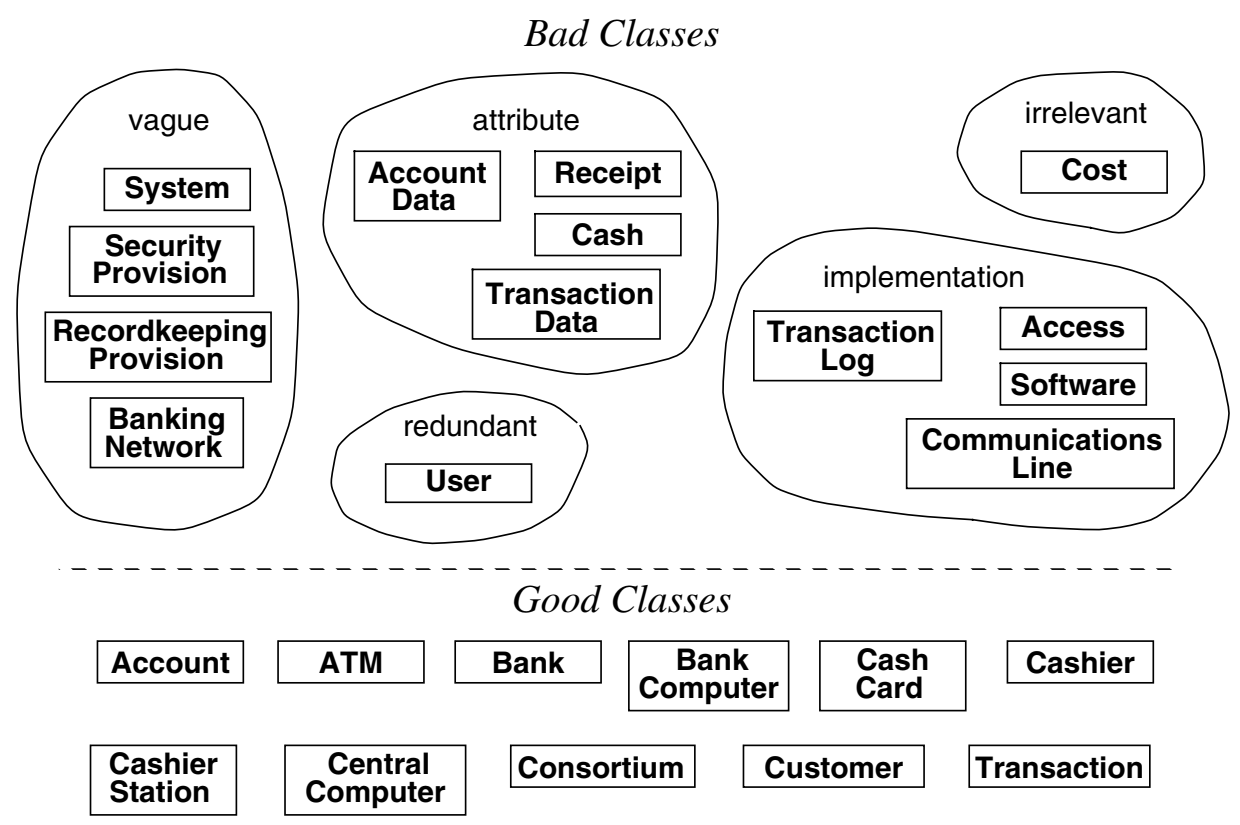 Bad Classes
vague
System
Security
Provision
Recordkeeping
Provision
Banking
Network
attribute
Account
Data
Receipt
Cash
Transaction
Data
redundant
User
irrelevant
Cost
implementation
Transaction
Log
Access
Software
Communications
Line
Good Classes
Account
ATM
Bank
Bank
Computer
Cash
Card
Cashier
Cashier
Station
Central
Computer
Consortium
Customer
Transaction